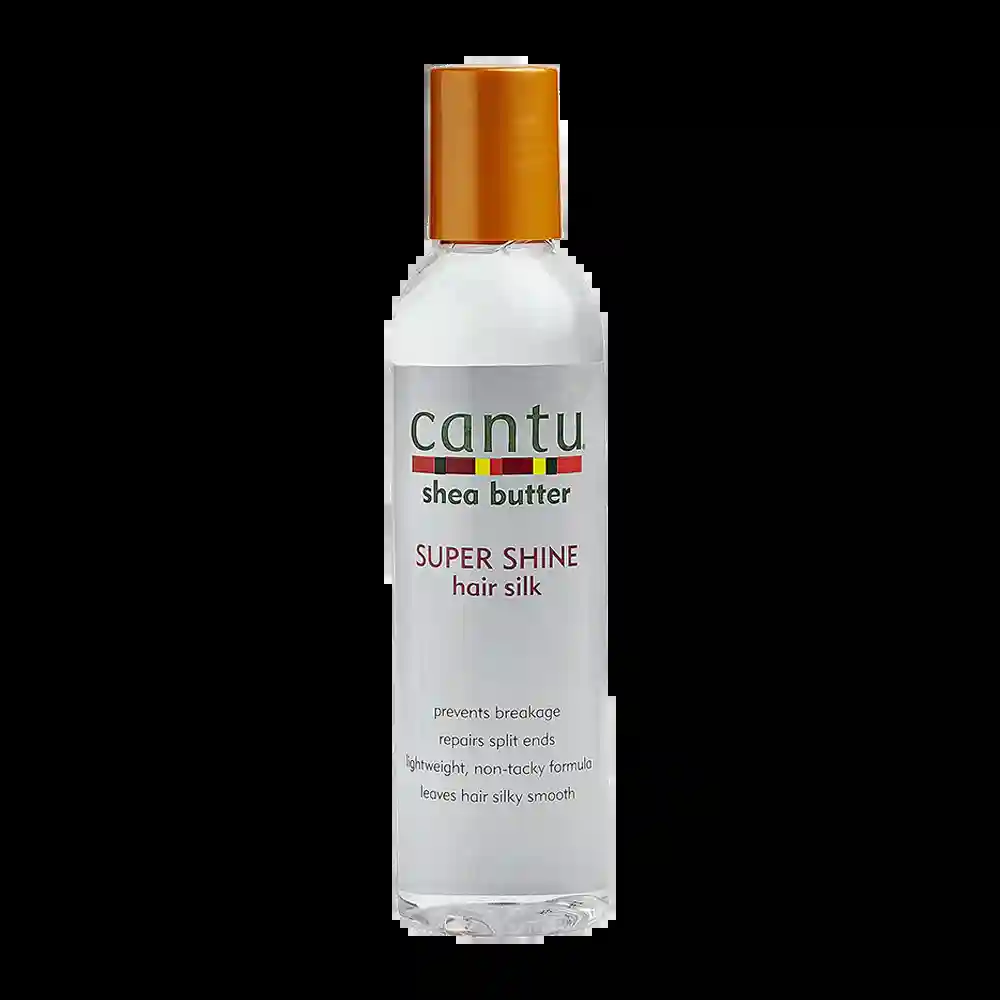 cantu
shea butter
SUPER SHINE
hair silk
prevents breakage
repairs split ends
lightweight, non-tacky formula
leaves hair silky smooth